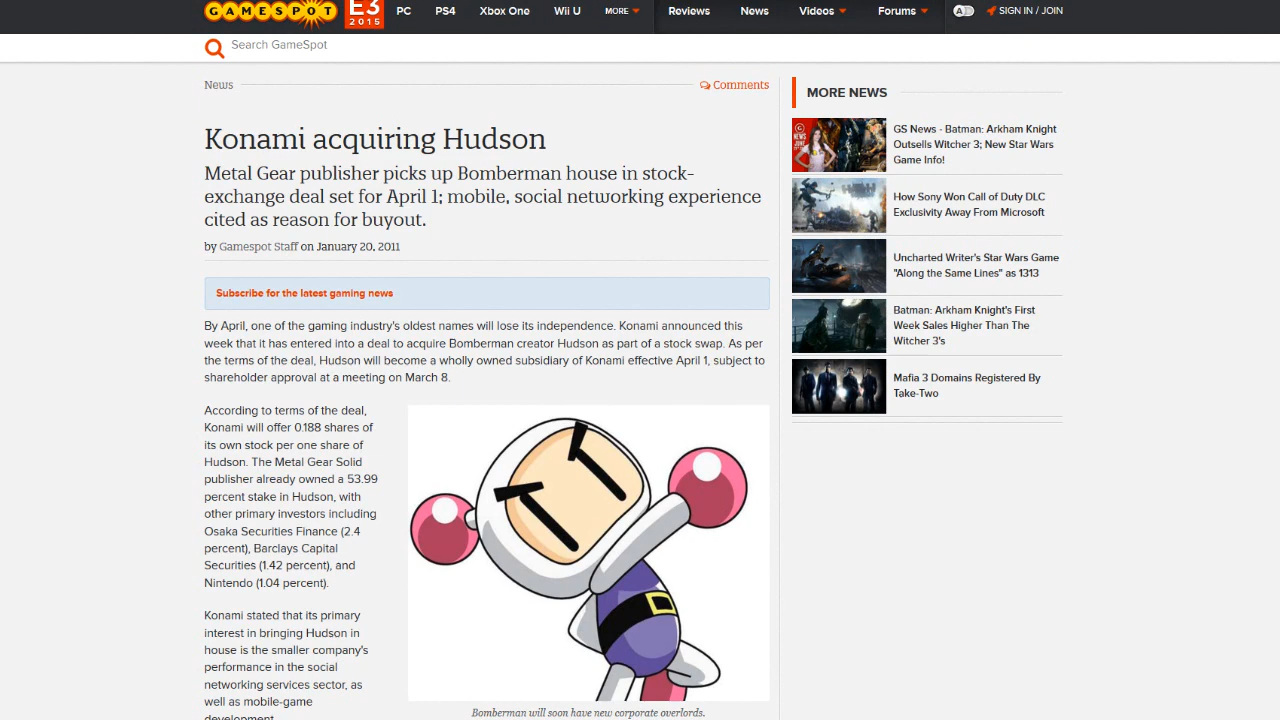 GAMESPOT
E3
2015
PC
PS4
Xbox One
Wii U
MORE
Reviews
News
Videos
Forums
SIGN IN / JOIN
Search GameSpot
News
Comments
Konami acquiring Hudson
Metal Gear publisher picks up Bomberman house in stock-
exchange deal set for April 1; mobile, social networking experience
cited as reason for buyout.
by Gamespot Staff on January 20, 2011
Subscribe for the latest gaming news
By April, one of the gaming industry's oldest names will lose its independence. Konami announced this
week that it has entered into a deal to acquire Bomberman creator Hudson as part of a stock swap. As per
the terms of the deal, Hudson will become a wholly owned subsidiary of Konami effective April 1, subject to
shareholder approval at a meeting on March 8.
According to terms of the deal,
Konami will offer 0.188 shares of
its own stock per one share of
Hudson. The Metal Gear Solid
publisher already owned a 53.99
percent stake in Hudson, with
other primary investors including
Osaka Securities Finance (2.4
percent), Barclays Capital
Securities (1.42 percent), and
Nintendo (1.04 percent).
Konami stated that its primary
interest in bringing Hudson in
house is the smaller company's
performance in the social
networking services sector, as
well as mobile-game
development.
Bomberman will soon have new corporate overlords.
MORE NEWS
GS News - Batman: Arkham Knight
Outsells Witcher 3; New Star Wars
Game Info!
How Sony Won Call of Duty DLC
Exclusivity Away From Microsoft
Uncharted Writer's Star Wars Game
"Along the Same Lines" as 1313
Batman: Arkham Knight's First
Week Sales Higher Than The
Witcher 3's
Mafia 3 Domains Registered By
Take-Two